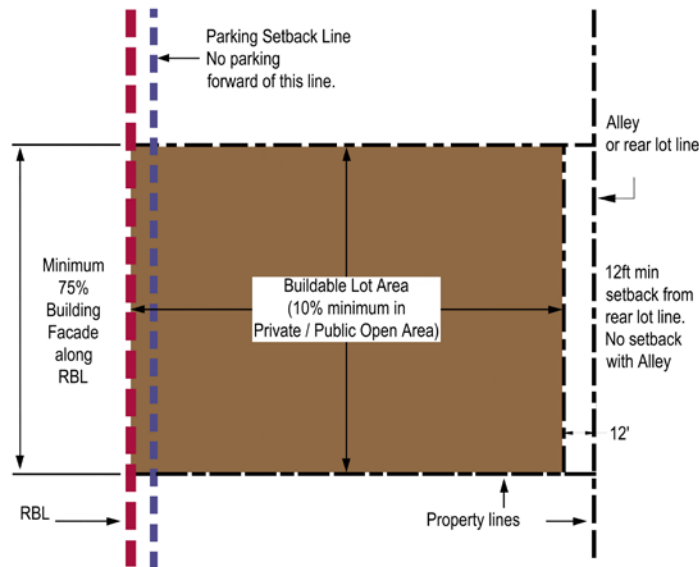 Parking Setback Line
No parking
forward of this line.
Alley
or rear lot line
Minimum
75%
Building
Facade
along
RBL
Buildable Lot Area
(10% minimum in
Private / Public Open Area)
12ft min
setback from
rear lot line.
No setback
with Alley
12'
RBL
Property lines